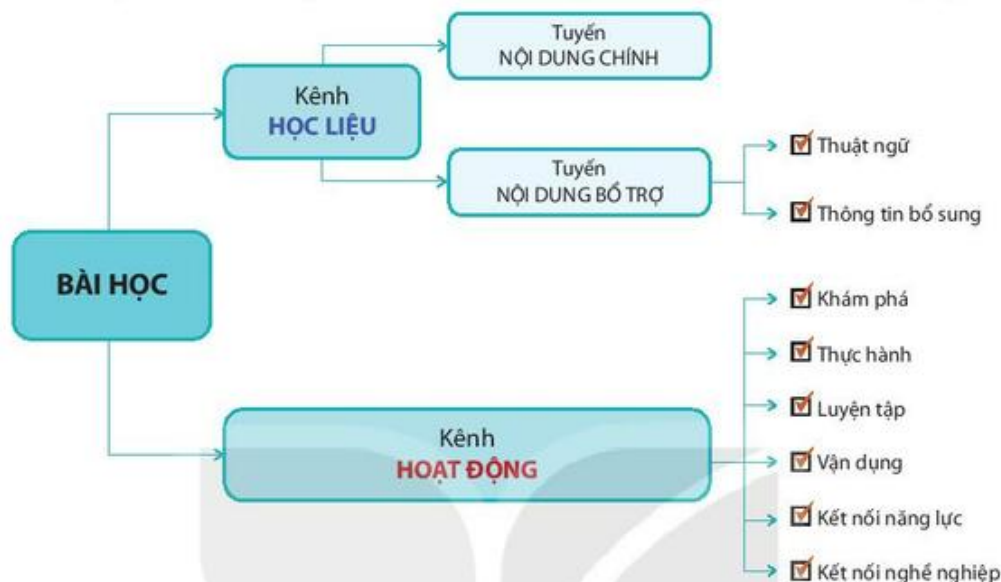 Tuyến
NỘI DUNG CHÍNH
Kênh
HỌC LIỆU
Tuyến
NỘI DUNG BỔ TRỢ
Thuật ngữ
Thông tin bổ sung
BÀI HỌC
Khám phá
Thực hành
Luyện tập
Kênh
HOẠT ĐỘNG
Vận dụng
Kết nối năng lực
Kết nối nghề nghiệp